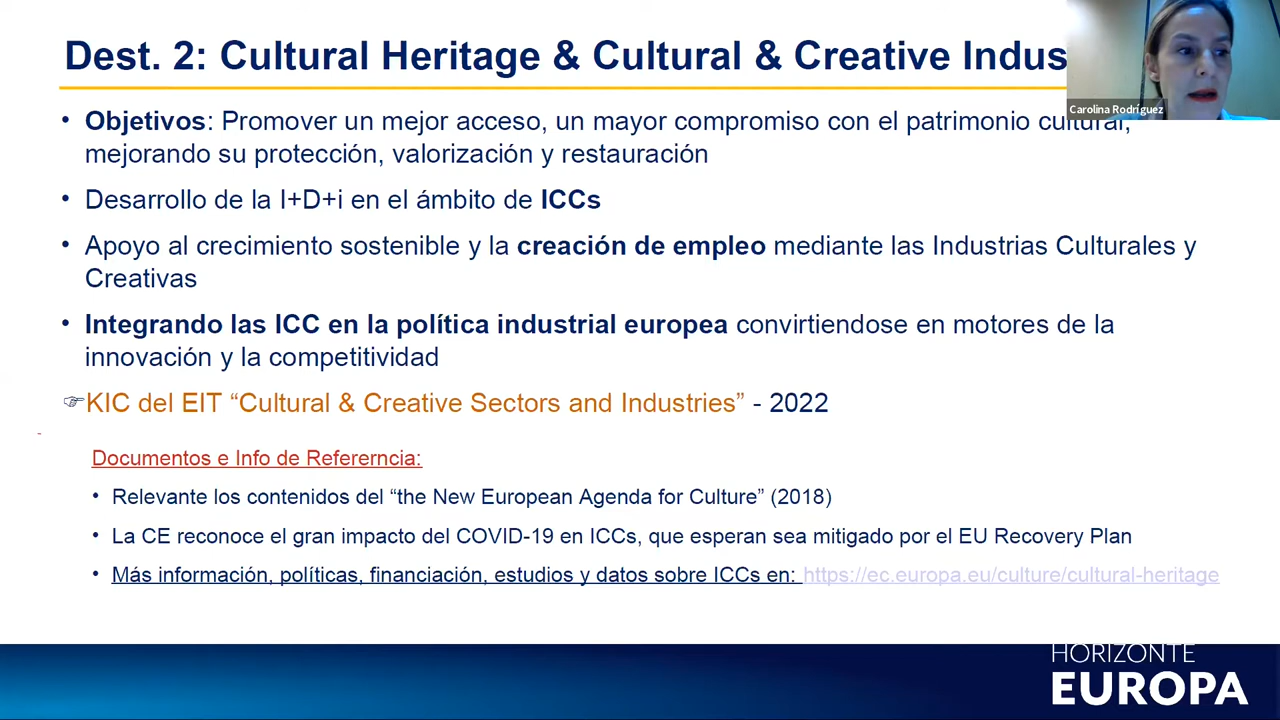 Dest. 2: Cultural Heritage & Cultural & Creative Indus
Carolina Rodríguez
• Objetivos: Promover un mejor acceso, un mayor compromiso con el patrimonio cultural,
mejorando su protección, valorización y restauración
• Desarrollo de la I+D+i en el ámbito de ICCs
• Apoyo al crecimiento sostenible y la creación de empleo mediante las Industrias Culturales y
Creativas
• Integrando las ICC en la política industrial europea convirtiendose en motores de la
innovación y la competitividad
☞KIC del EIT “Cultural & Creative Sectors and Industries” - 2022
Documentos e Info de Refererncia:
• Relevante los contenidos del “the New European Agenda for Culture” (2018)
• La CE reconoce el gran impacto del COVID-19 en ICCs, que esperan sea mitigado por el EU Recovery Plan
• Más información, políticas, financiación, estudios y datos sobre ICCs en: https://ec.europa.eu/culture/cultural-heritage
HORIZONTE
EUROPA